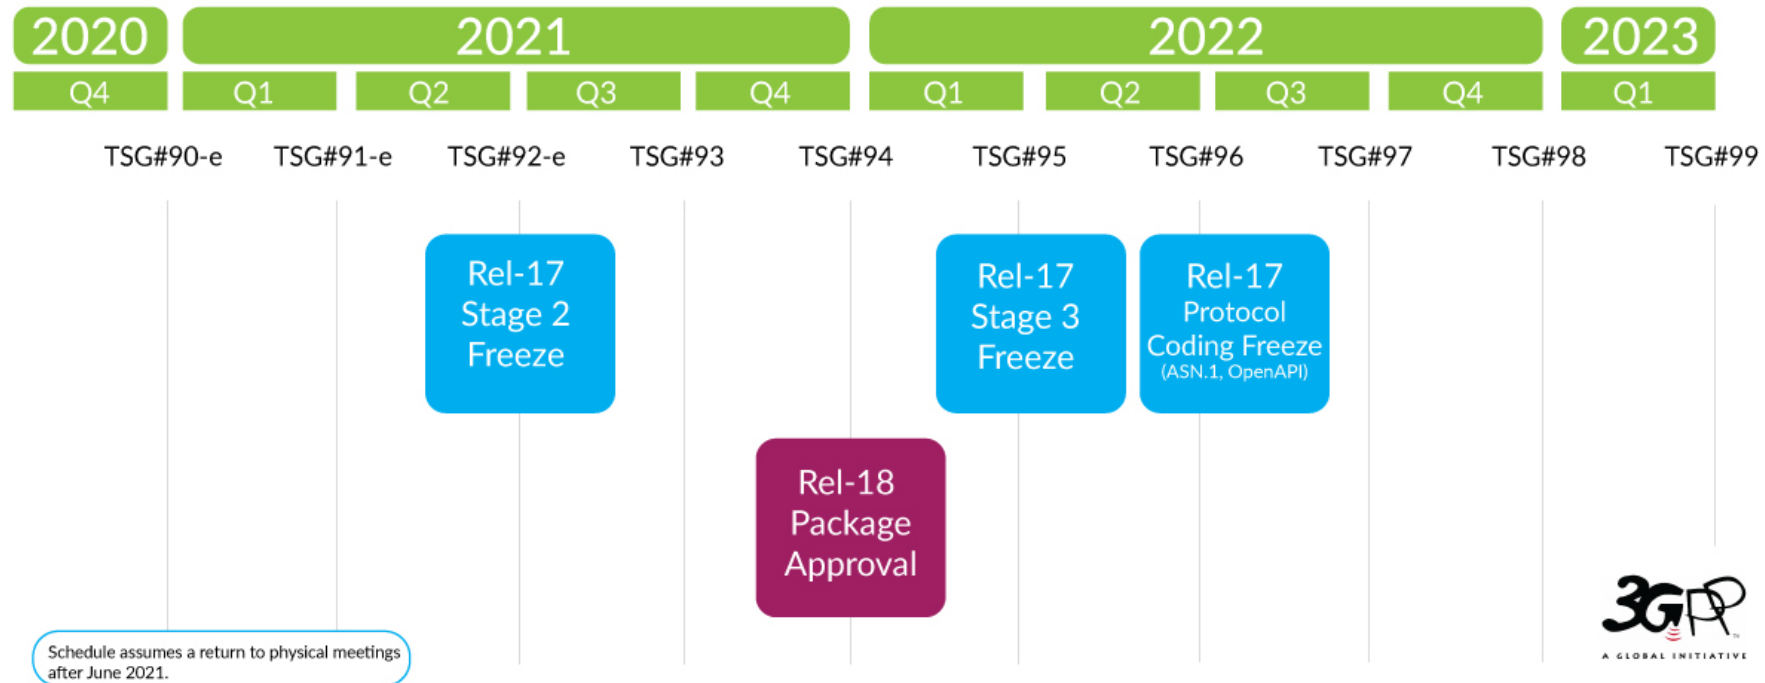 2020 2021 2022 2023
Q4 Q1 Q2 Q3 Q4 Q1 Q2 Q3 Q4 Q1
TSG#90-e TSG#91-e TSG#92-e TSG#93 TSG#94 TSG#95 TSG#96 TSG#97 TSG#98 TSG#99
Rel-17
Stage 2
Freeze
Rel-17
Stage 3
Freeze
Rel-17
Protocol
Coding Freeze
(ASN.1, OpenAPI)
Rel-18
Package
Approval
Schedule assumes a return to physical meetings
after June 2021.
3GPP
TM
A GLOBAL INITIATIVE